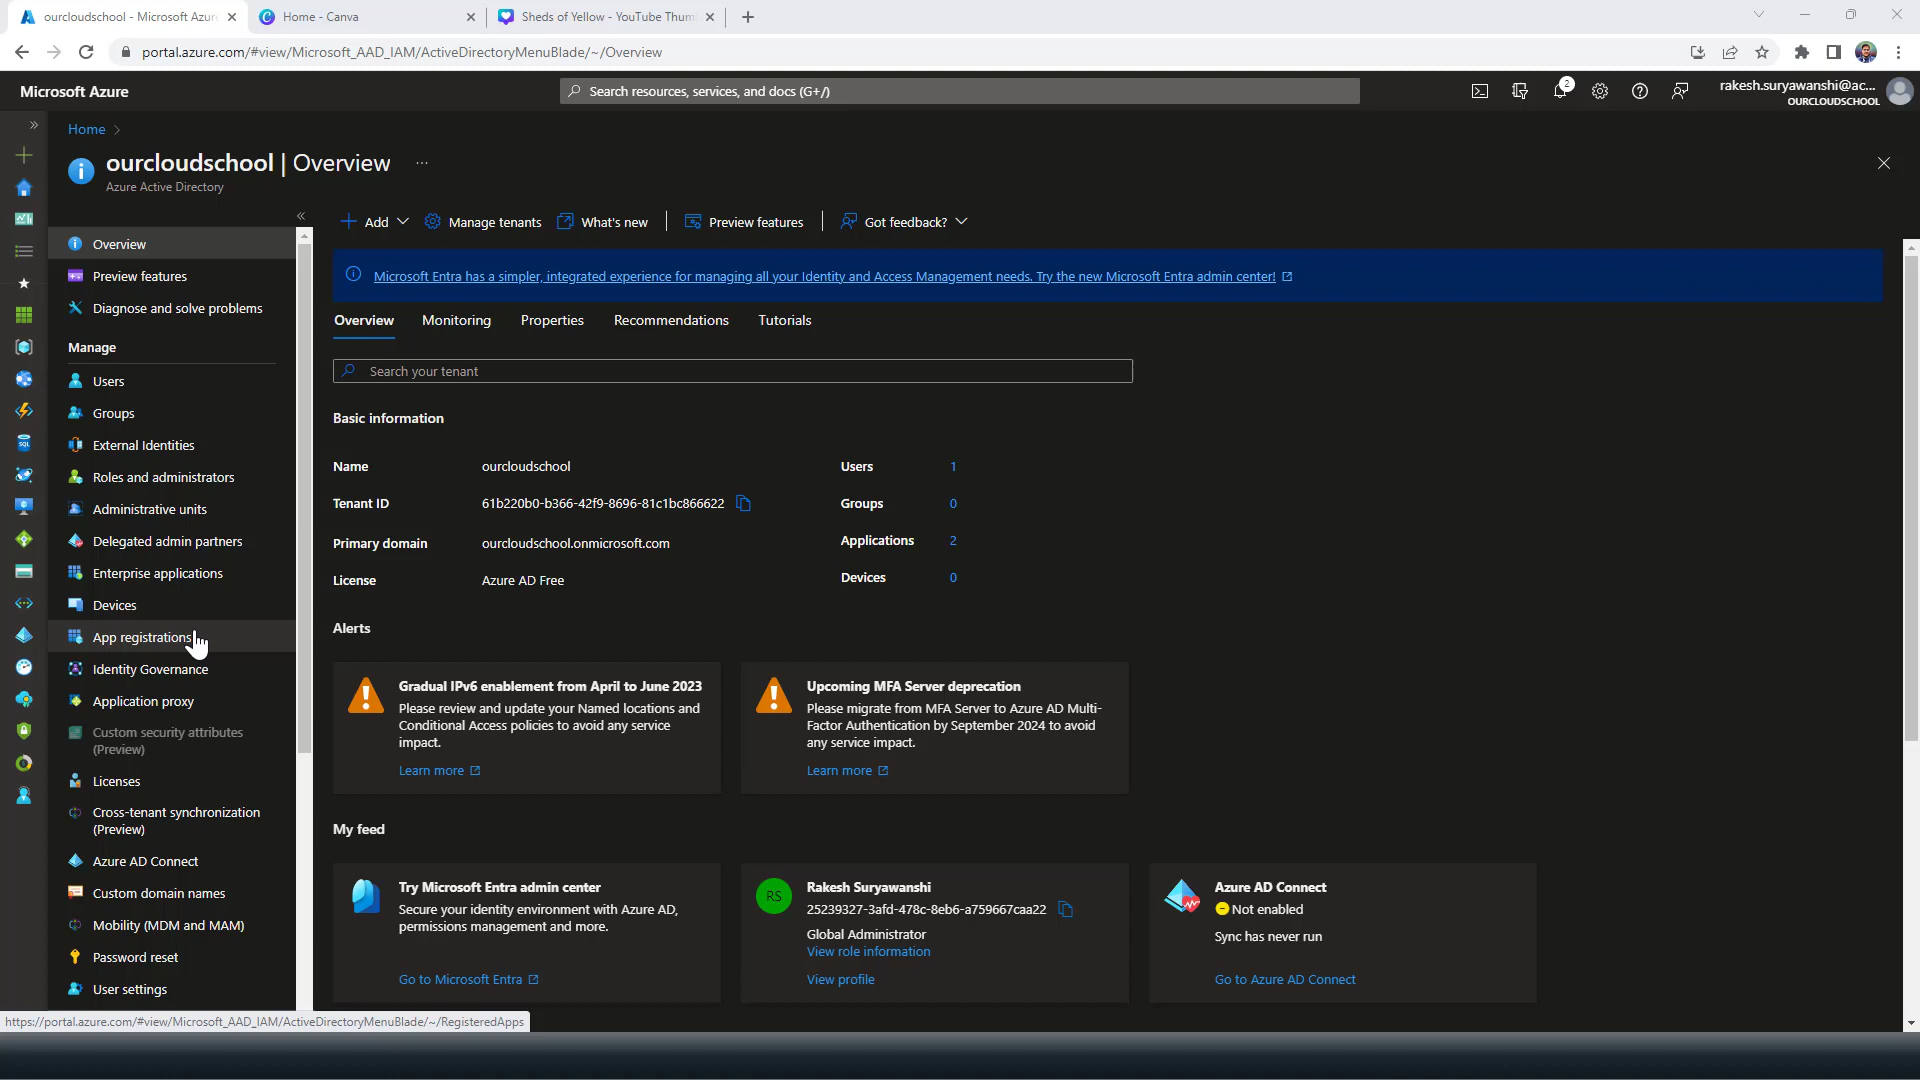 ourcloudschool - Microsoft Azur
Home - Canva
Sheds of Yellow - YouTube Thum
portal.azure.com/#view/Microsoft_AAD_IAM/ActiveDirectoryMenuBlade/~/Overview
Microsoft Azure
Search resources, services, and docs (G+/)
2
rakesh.suryawanshi@ac...
OURCLOUDSCHOOL
Home
ourcloudschool | Overview ...
Azure Active Directory
Overview
Preview features
Diagnose and solve problems
Manage
Users
Groups
External Identities
Roles and administrators
Administrative units
Delegated admin partners
Enterprise applications
Devices
App registrations
Identity Governance
Application proxy
Custom security attributes
(Preview)
Licenses
Cross-tenant synchronization
(Preview)
Azure AD Connect
Custom domain names
Mobility (MDM and MAM)
Password reset
User settings
Add
Manage tenants
What's new
Preview features
Got feedback?
Microsoft Entra has a simpler, integrated experience for managing all your Identity and Access Management needs. Try the new Microsoft Entra admin center!
Overview
Monitoring
Properties
Recommendations
Tutorials
Search your tenant
Basic information
Name ourcloudschool
Users 1
Tenant ID 61b220b0-b366-42f9-8696-81c1bc866622
Groups 0
Primary domain ourcloudschool.onmicrosoft.com
Applications 2
License Azure AD Free
Devices 0
Alerts
Gradual IPv6 enablement from April to June 2023
Please review and update your Named locations and
Conditional Access policies to avoid any service
impact.
Learn more
Upcoming MFA Server deprecation
Please migrate from MFA Server to Azure AD Multi-
Factor Authentication by September 2024 to avoid
any service impact.
Learn more
My feed
Try Microsoft Entra admin center
Secure your identity environment with Azure AD,
permissions management and more.
Go to Microsoft Entra
RS
Rakesh Suryawanshi
25239327-3afd-478c-8eb6-a759667caa22
Global Administrator
View role information
View profile
Azure AD Connect
Not enabled
Sync has never run
Go to Azure AD Connect
https://portal.azure.com/#view/Microsoft_AAD_IAM/ActiveDirectoryMenuBlade/~/RegisteredApps